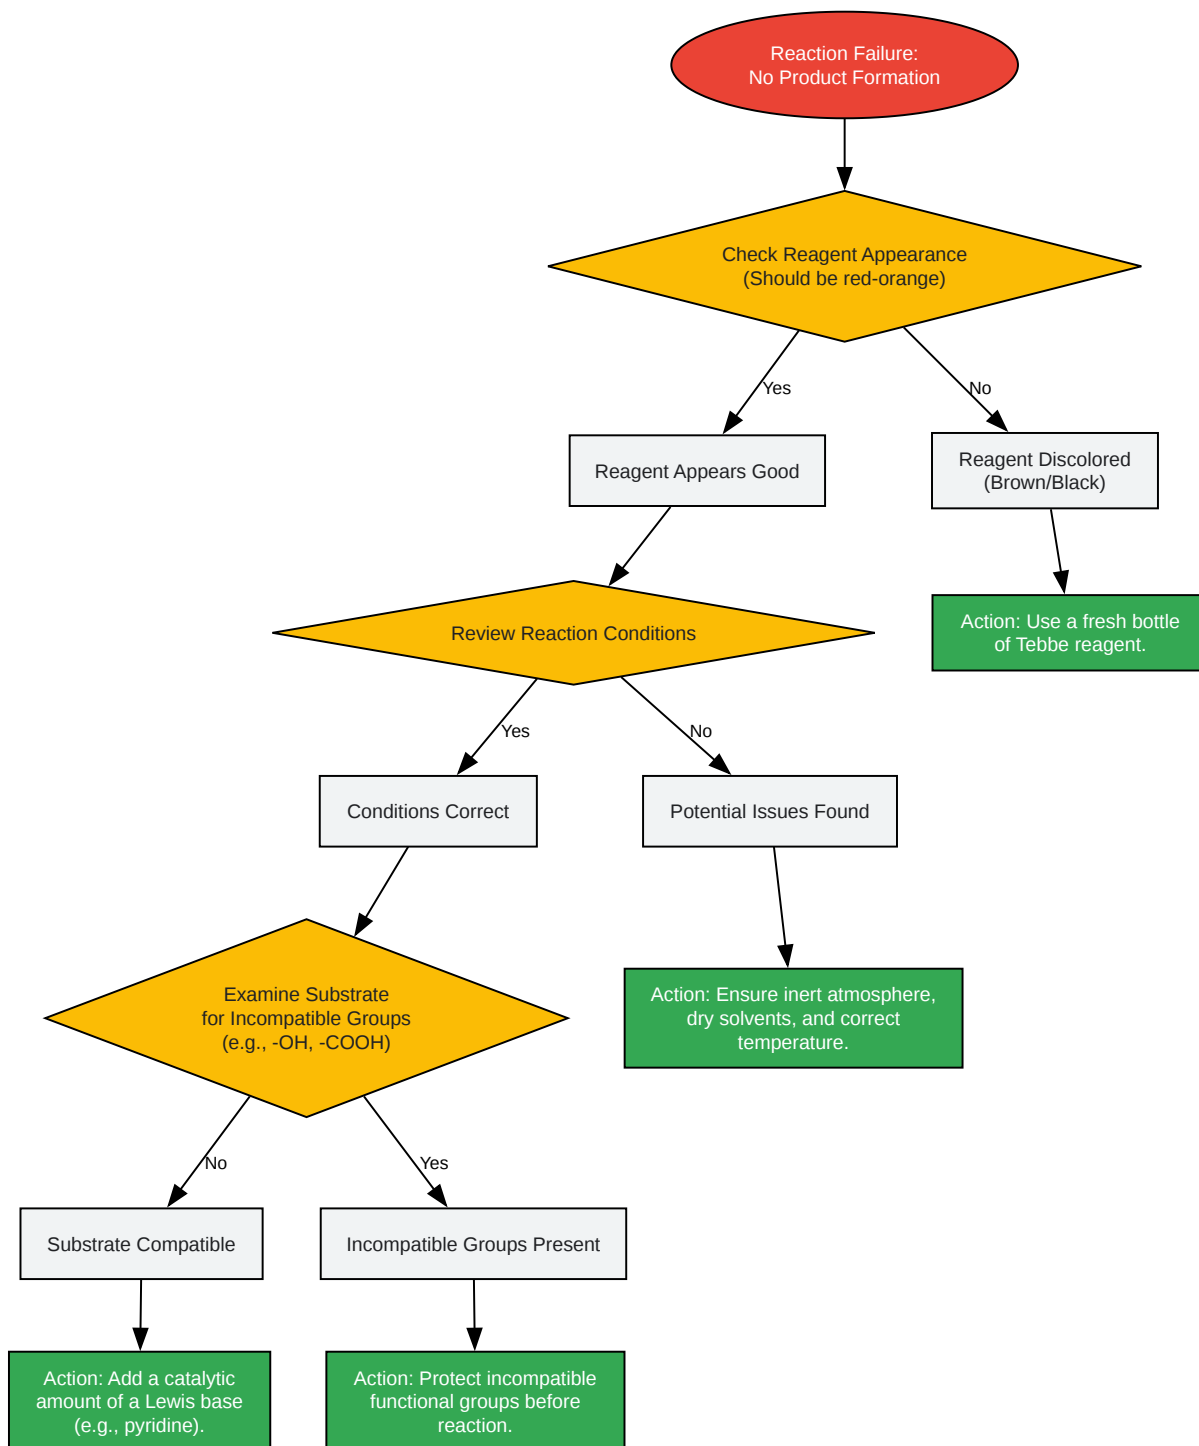 Reaction Failure:
No Product Formation
Check Reagent Appearance
(Should be red-orange)
Yes
No
Reagent Appears Good
Reagent Discolored
(Brown/Black)
Action: Use a fresh bottle
of Tebbe reagent.
Review Reaction Conditions
Yes
No
Conditions Correct
Potential Issues Found
Examine Substrate
for Incompatible Groups
(e.g., -OH, -COOH)
Action: Ensure inert atmosphere,
dry solvents, and correct
temperature.
No
Yes
Substrate Compatible
Incompatible Groups Present
Action: Add a catalytic
amount of a Lewis base
(e.g., pyridine).
Action: Protect incompatible
functional groups before
reaction.